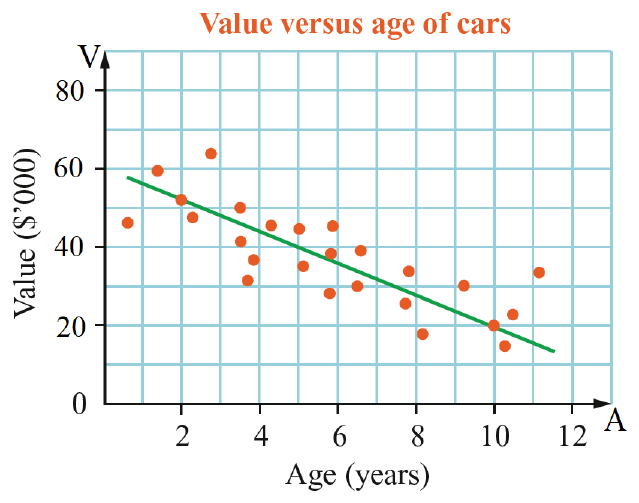 Value versus age of cars
V
80
60
40
20
0
Value ($’000)
2 4 6 8 10 12 A
Age (years)